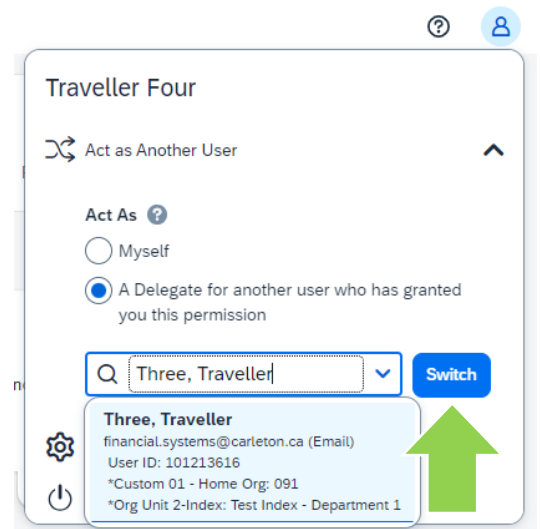 Traveller Four
Act as Another User
Act As
Myself
A Delegate for another user who has granted
you this permission
Three, Traveller
Switch
Three, Traveller
financial.systems@carleton.ca (Email)
User ID: 101213616
*Custom 01 - Home Org: 091
*Org Unit 2-Index: Test Index - Department 1